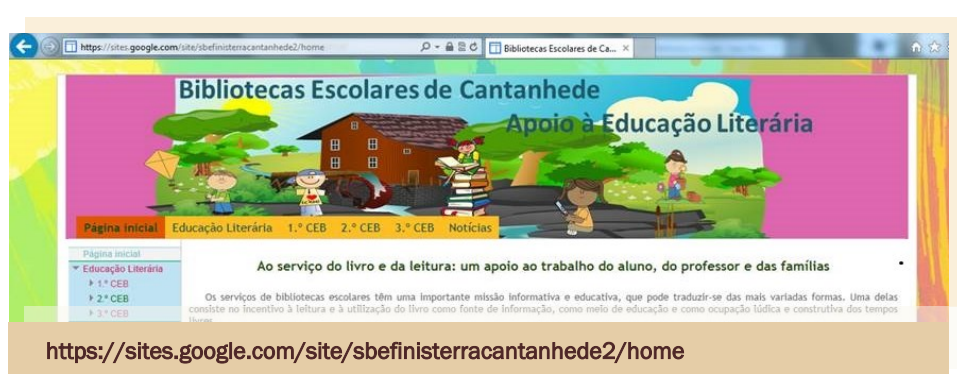 https://sites.google.com/site/sbefinisterracantanhede2/home
Bibliotecas Escolares de Ca... ×
Bibliotecas Escolares de Cantanhede
Apoio à Educação Literária
Página inicial Educação Literária 1.º CEB 2.º CEB 3.º CEB Notícias
Página inicial
Educação Literária
1.º CEB
2.º CEB
3.º CEB
Ao serviço do livro e da leitura: um apoio ao trabalho do aluno, do professor e das famílias
Os serviços de bibliotecas escolares têm uma importante missão informativa e educativa, que pode traduzir-se das mais variadas formas. Uma delas
consiste no incentivo à leitura e à utilização do livro como fonte de informação, como meio de educação e como ocupação lúdica e construtiva dos tempos
livres
https://sites.google.com/site/sbefinisterracantanhede2/home